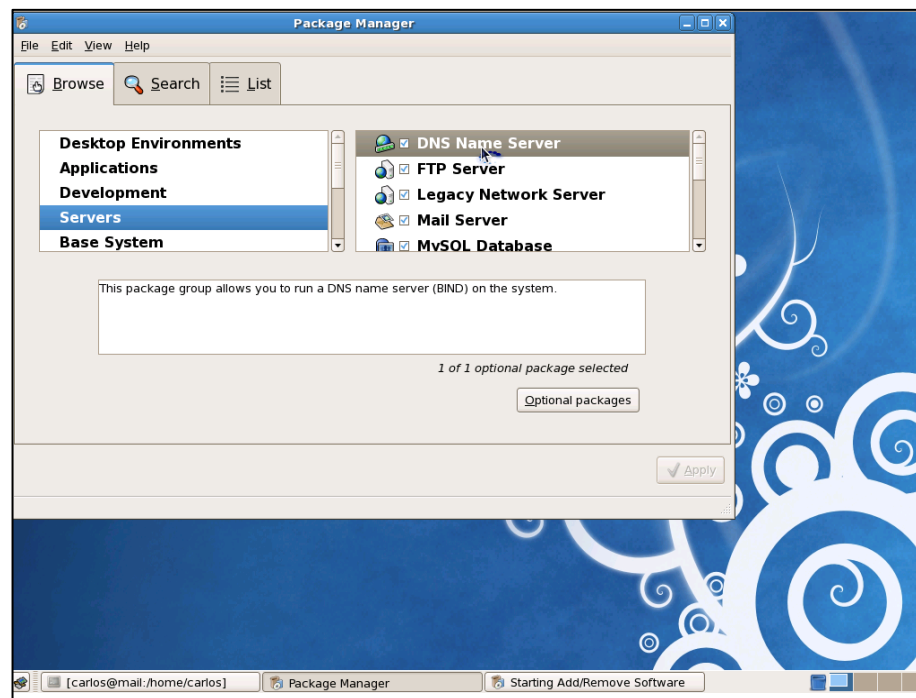 Package Manager
File Edit View Help
Browse Search List
Desktop Environments
Applications
Development
Servers
Base System
DNS Name Server
FTP Server
Legacy Network Server
Mail Server
MySQL Database
This package group allows you to run a DNS name server (BIND) on the system.
1 of 1 optional package selected
Optional packages
Apply
[carlos@mail:/home/carlos] Package Manager Starting Add/Remove Software